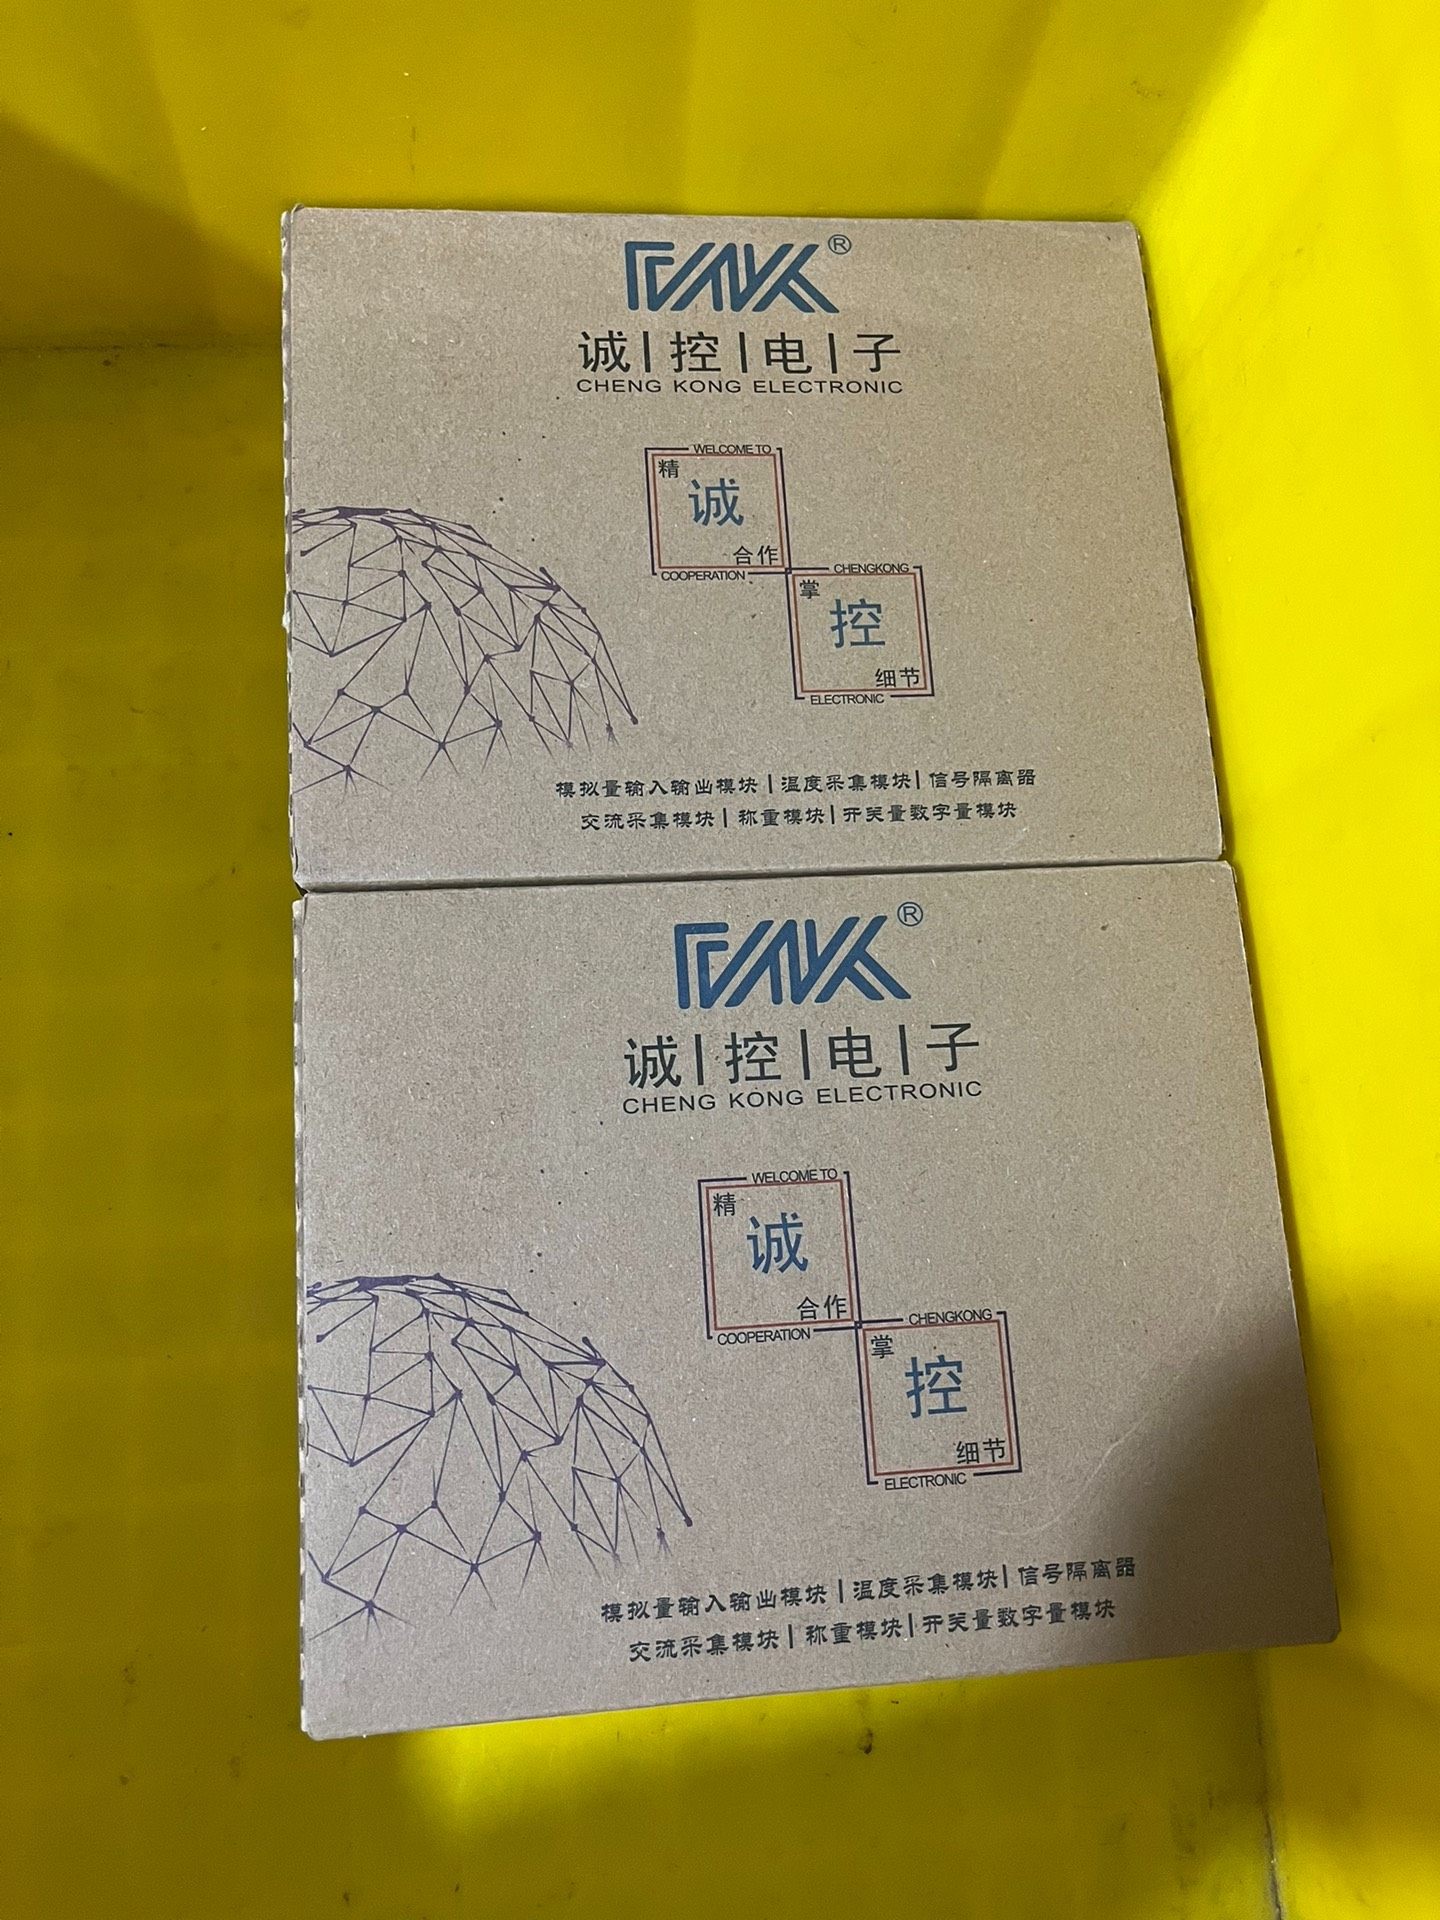 ®
诚|控|电|子
CHENG KONG ELECTRONIC
WELCOME TO
精
诚
合作
COOPERATION
CHENGKONG
掌
控
细节
ELECTRONIC
模拟量输入输出模块|温度采集模块|信号隔离器
交流采集模块|称重模块|开关量数字量模块
®
诚|控|电|子
CHENG KONG ELECTRONIC
WELCOME TO
精
诚
合作
COOPERATION
CHENGKONG
掌
控
细节
ELECTRONIC
模拟量输入输出模块|温度采集模块|信号隔离器
交流采集模块|称重模块|开关量数字量模块